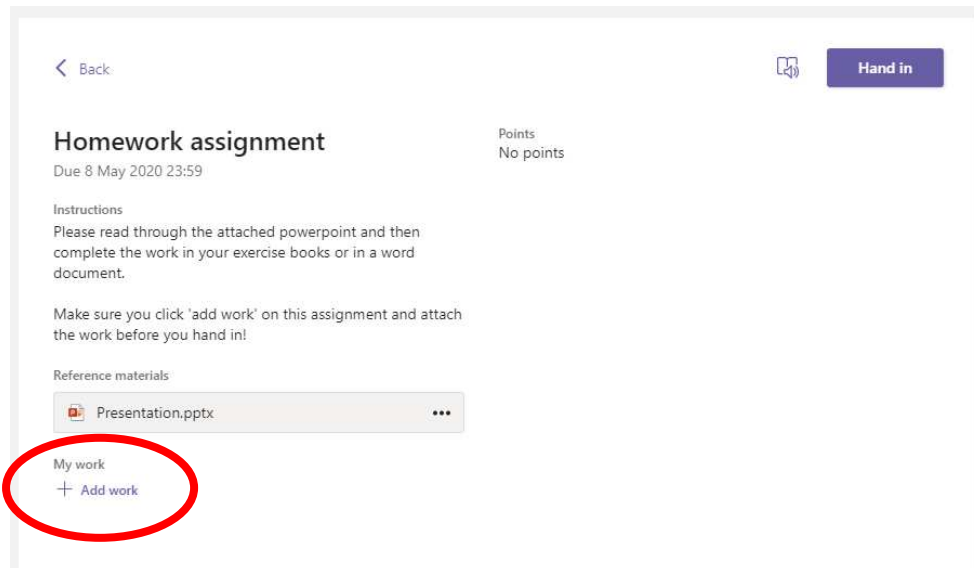 Back
Hand in
Homework assignment
Due 8 May 2020 23:59
Points
No points
Instructions
Please read through the attached powerpoint and then
complete the work in your exercise books or in a word
document.
Make sure you click 'add work' on this assignment and attach
the work before you hand in!
Reference materials
Presentation.pptx
My work
+ Add work